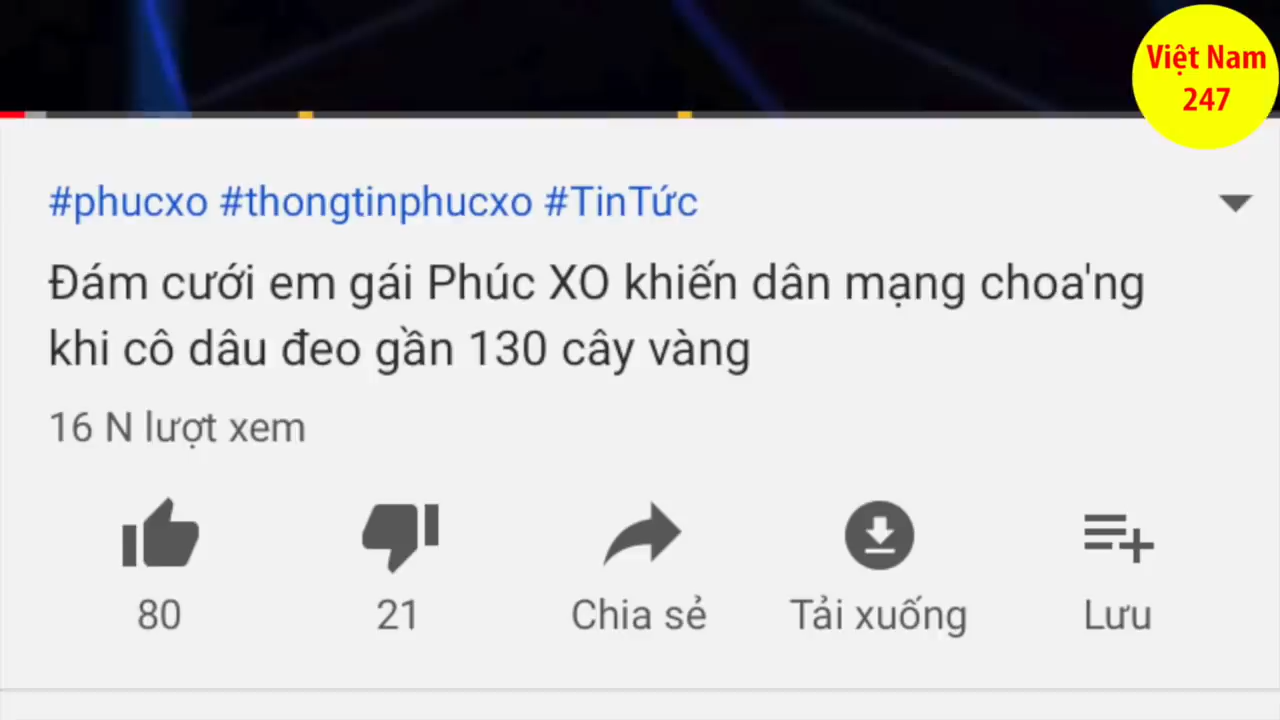 Việt Nam
247
#phucxo #thongtinphucxo #TinTức
Đám cưới em gái Phúc XO khiến dân mạng choa'ng
khi cô dâu đeo gần 130 cây vàng
16 N lượt xem
80
21
Chia sẻ
Tải xuống
Lưu